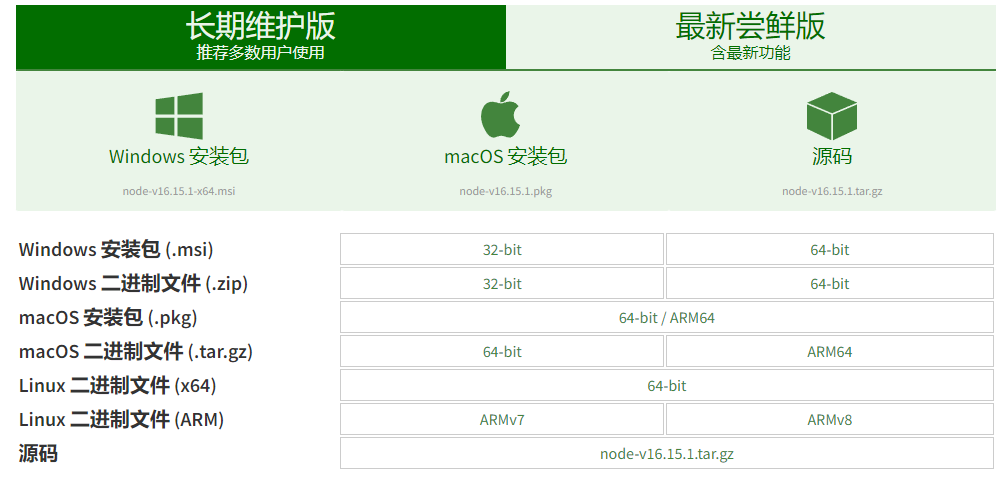 长期维护版
推荐多数用户使用
最新尝鲜版
含最新功能
Windows 安装包
node-v16.15.1-x64.msi
macOS 安装包
node-v16.15.1.pkg
源码
node-v16.15.1.tar.gz
Windows 安装包 (.msi) 32-bit 64-bit
Windows 二进制文件 (.zip) 32-bit 64-bit
macOS 安装包 (.pkg) 64-bit / ARM64
macOS 二进制文件 (.tar.gz) 64-bit ARM64
Linux 二进制文件 (x64) 64-bit
Linux 二进制文件 (ARM) ARMv7 ARMv8
源码 node-v16.15.1.tar.gz